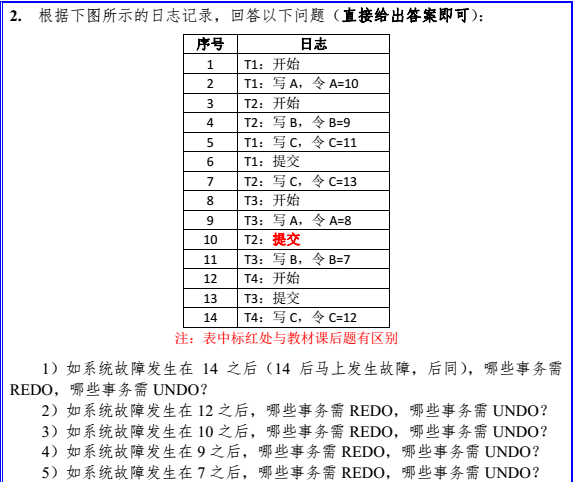 2. 根据下图所示的日志记录，回答以下问题（直接给出答案即可）：
序号 日志
1 T1：开始
2 T1：写 A，令 A=10
3 T2：开始
4 T2：写 B，令 B=9
5 T1：写 C，令 C=11
6 T1：提交
7 T2：写 C，令 C=13
8 T3：开始
9 T3：写 A，令 A=8
10 T2：提交
11 T3：写 B，令 B=7
12 T4：开始
13 T3：提交
14 T4：写 C，令 C=12
注：表中标红处与教材课后题有区别
1）如系统故障发生在 14 之后（14 后马上发生故障，后同），哪些事务需
REDO，哪些事务需 UNDO？
2）如系统故障发生在 12 之后，哪些事务需 REDO，哪些事务需 UNDO？
3）如系统故障发生在 10 之后，哪些事务需 REDO，哪些事务需 UNDO？
4）如系统故障发生在 9 之后，哪些事务需 REDO，哪些事务需 UNDO？
5）如系统故障发生在 7 之后，哪些事务需 REDO，哪些事务需 UNDO？